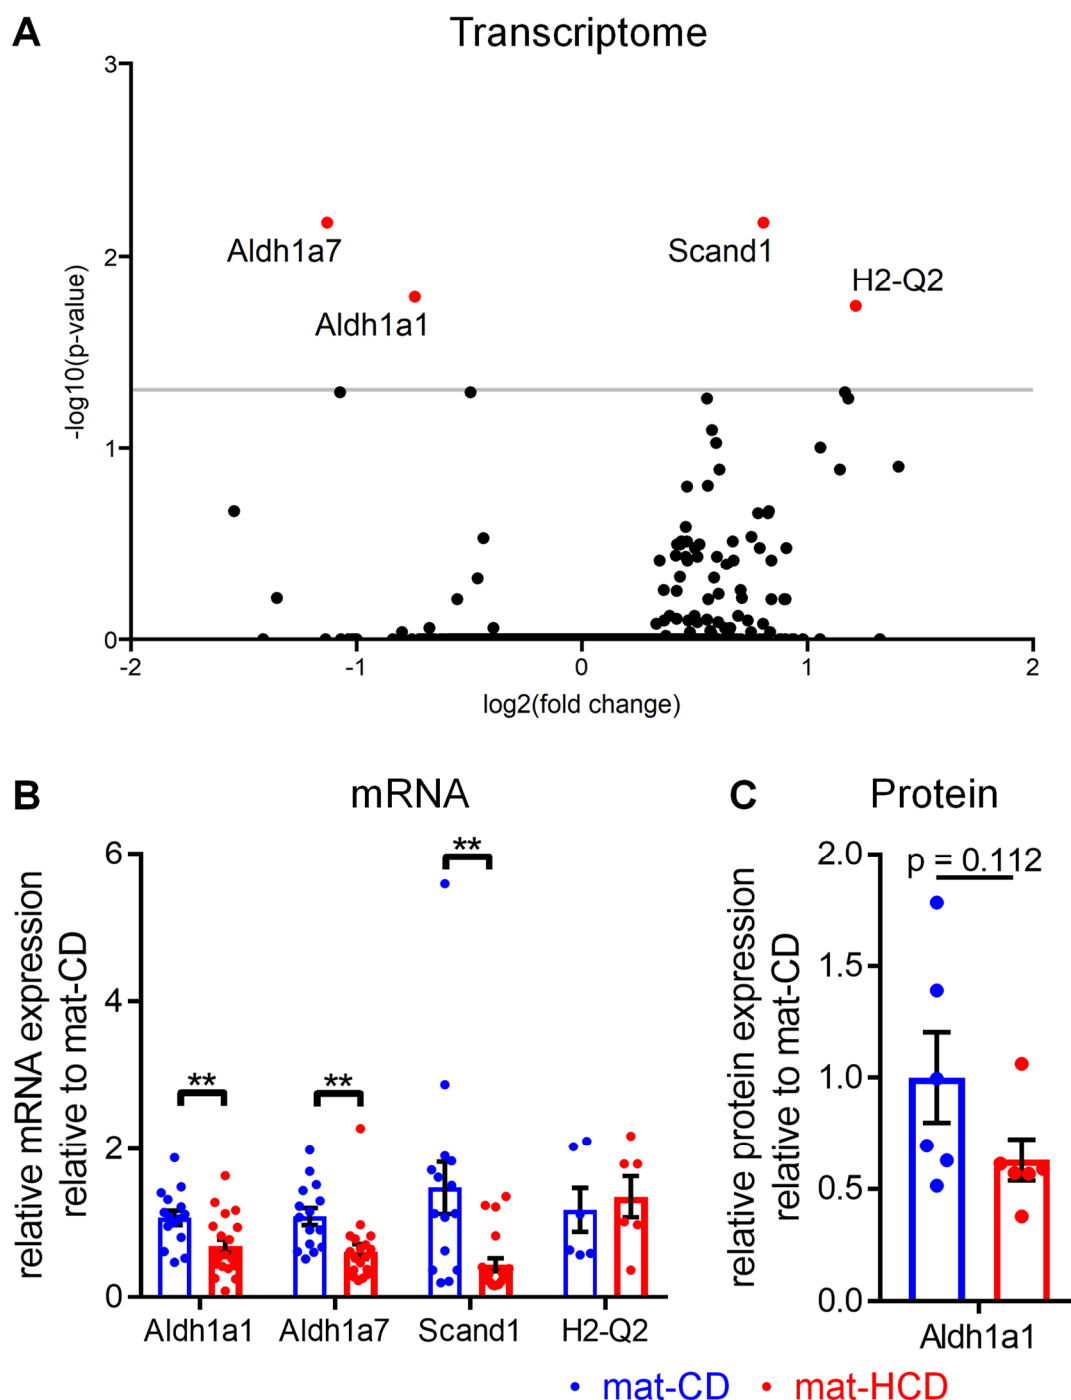 A
Transcriptome
3
2
1
0
-log10(p-value)
Aldh1a7
Aldh1a1
Scand1
H2-Q2
-2
-1
0
1
2
log2(fold change)
B
mRNA
relative mRNA expression
relative to mat-CD
6
4
2
0
**
**
**
Aldh1a1
Aldh1a7
Scand1
H2-Q2
C
Protein
relative protein expression
relative to mat-CD
2.0
1.5
1.0
0.5
0.0
p = 0.112
Aldh1a1
mat-CD
mat-HCD